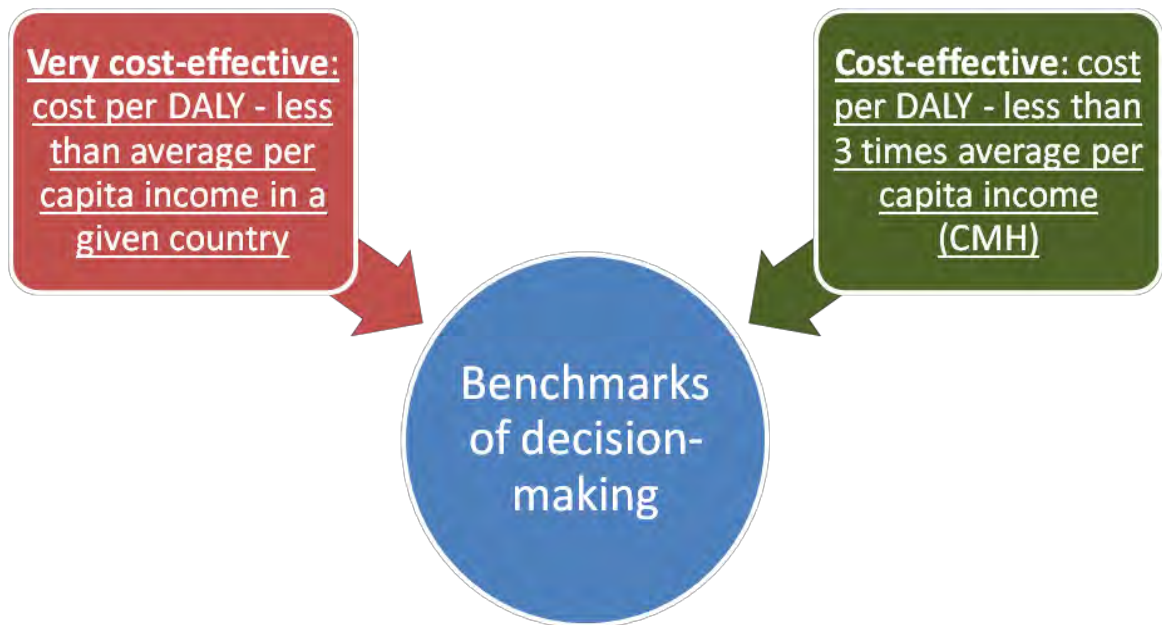 Very cost-effective:
cost per DALY - less
than average per
capita income in a
given country
Cost-effective: cost
per DALY - less than
3 times average per
capita income
(CMH)
Benchmarks
of decision-
making